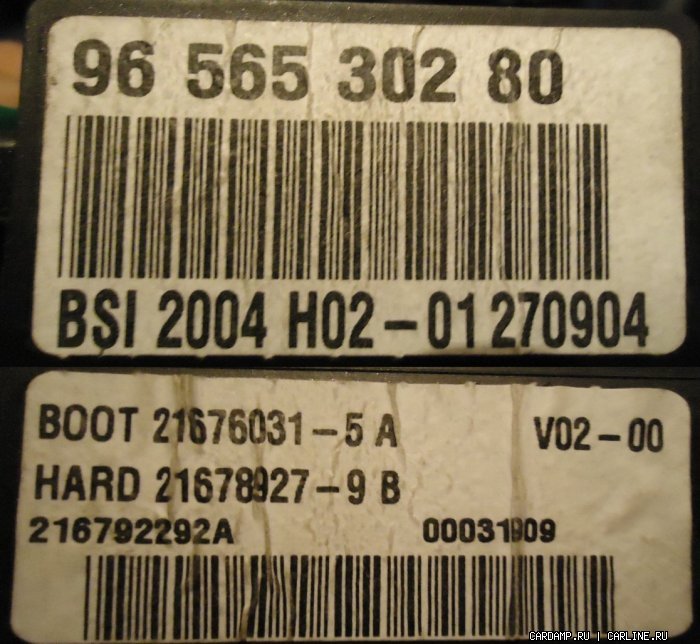 96 565 302 80
BSI 2004 H02-01 270904
BOOT 21676031-5 A V02-00
HARD 21678927-9 B
216792292A 00031909
CARDAMP.RU | CARLINE.RU